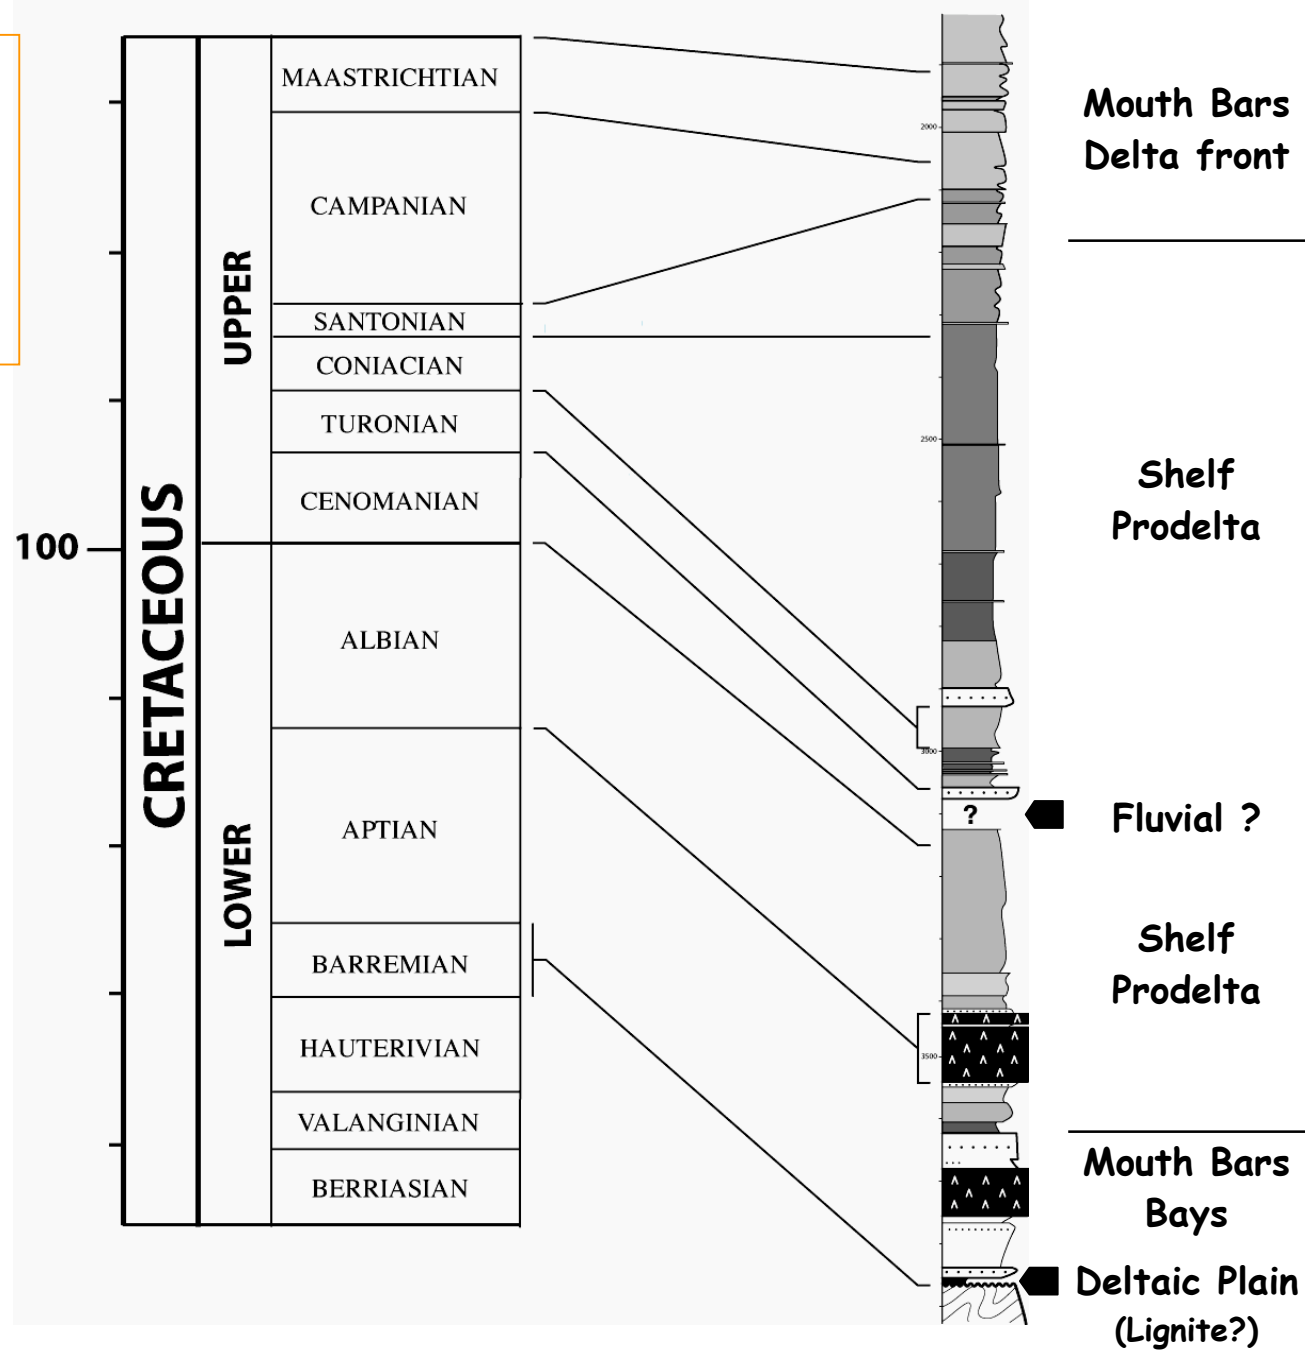 CRETACEOUS
100
UPPER
LOWER
MAASTRICHTIAN
CAMPANIAN
SANTONIAN
CONIACIAN
TURONIAN
CENOMANIAN
ALBIAN
APTIAN
BARREMIAN
HAUTERIVIAN
VALANGINIAN
BERRIASIAN
2000
2500
3000
3500
?
Mouth Bars
Delta front
Shelf
Prodelta
Fluvial ?
Shelf
Prodelta
Mouth Bars
Bays
Deltaic Plain
(Lignite?)